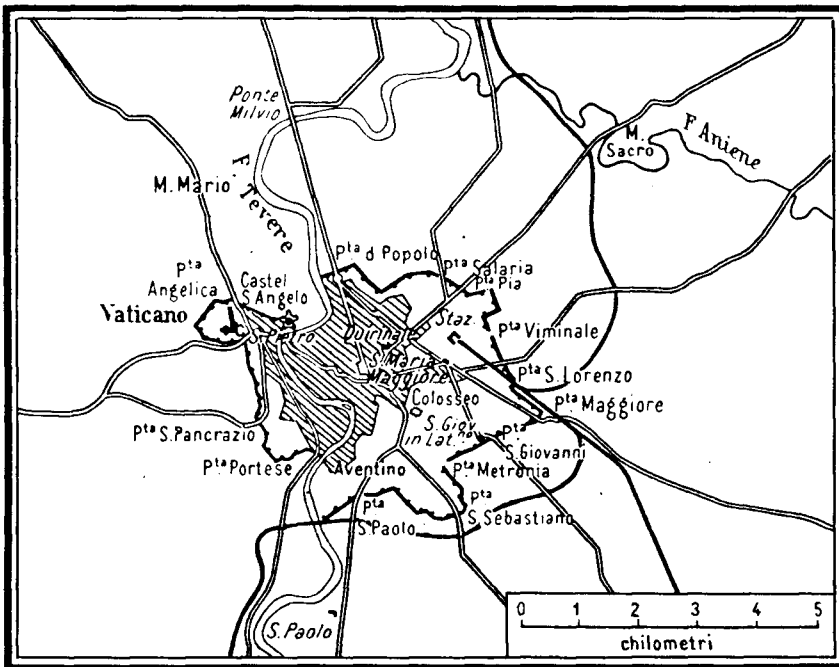 Ponte
Milvio
M.
Sacro
F. Aniene
M. Mario
F. Tevere
Pta d Popolo
Pta Salaria
Pta Pia
Pta
Angelica
Castel
S. Angelo
Vaticano
S. Pietro
Quirinale
Staz.
Pta Viminale
S. Maria
Maggiore
Pta S. Lorenzo
Colosseo
Pta Maggiore
S. Giov.
in Lat.no
Pta
S. Giovanni
Pta S. Pancrazio
Pta Portese
Aventino
Pta Metronia
Pta
S. Sebastiano
Pta
S. Paolo
S. Paolo
0 1 2 3 4 5
chilometri